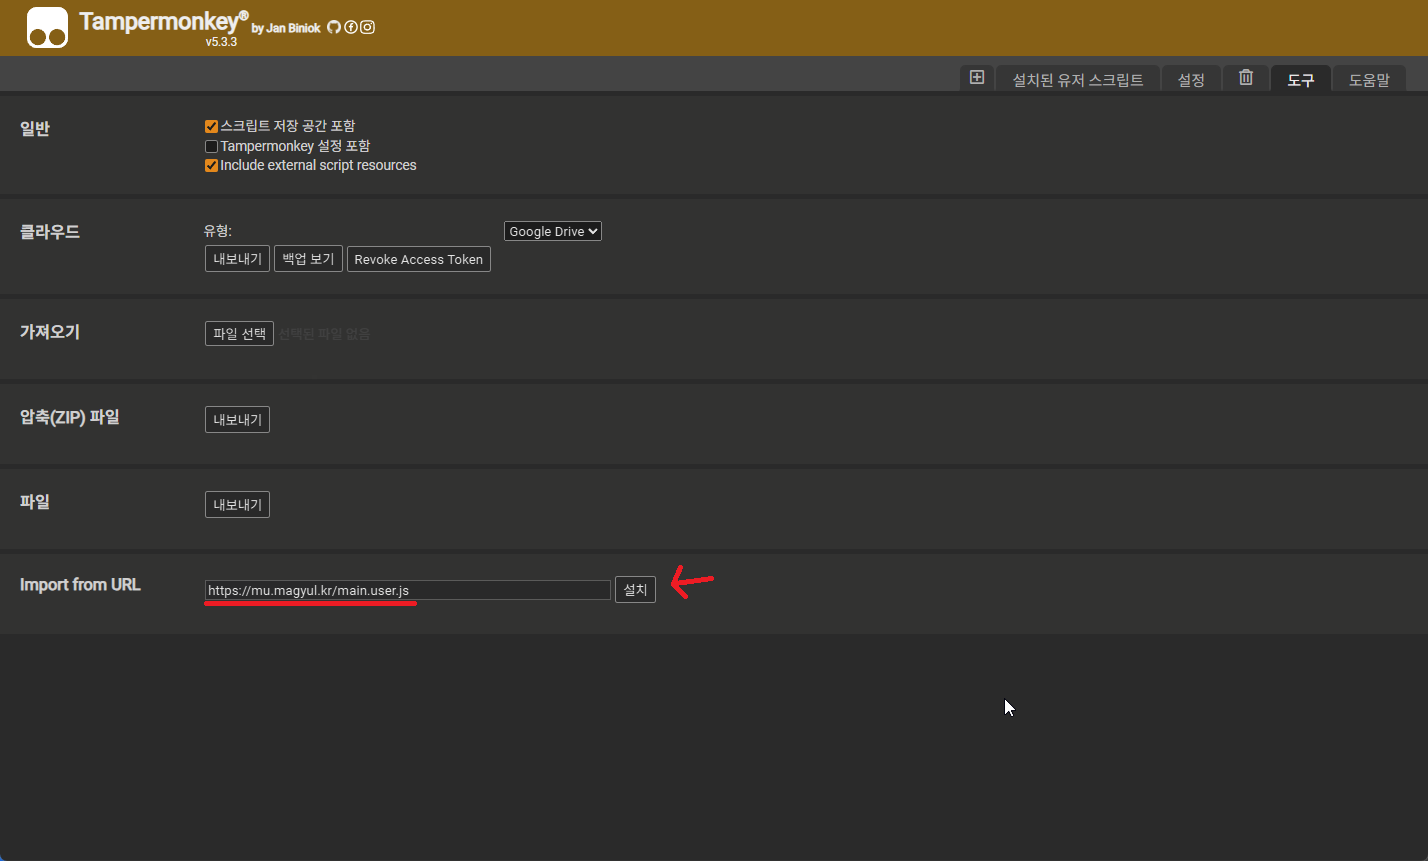 Tampermonkey® by Jan Biniok
v5.3.3
설치된 유저 스크립트 설정 도구 도움말
일반
스크립트 저장 공간 포함
Tampermonkey 설정 포함
Include external script resources
클라우드
유형: Google Drive
내보내기 백업 보기 Revoke Access Token
가져오기
파일 선택 선택된 파일 없음
압축(ZIP) 파일
내보내기
파일
내보내기
Import from URL
https://mu.magyul.kr/main.user.js 설치